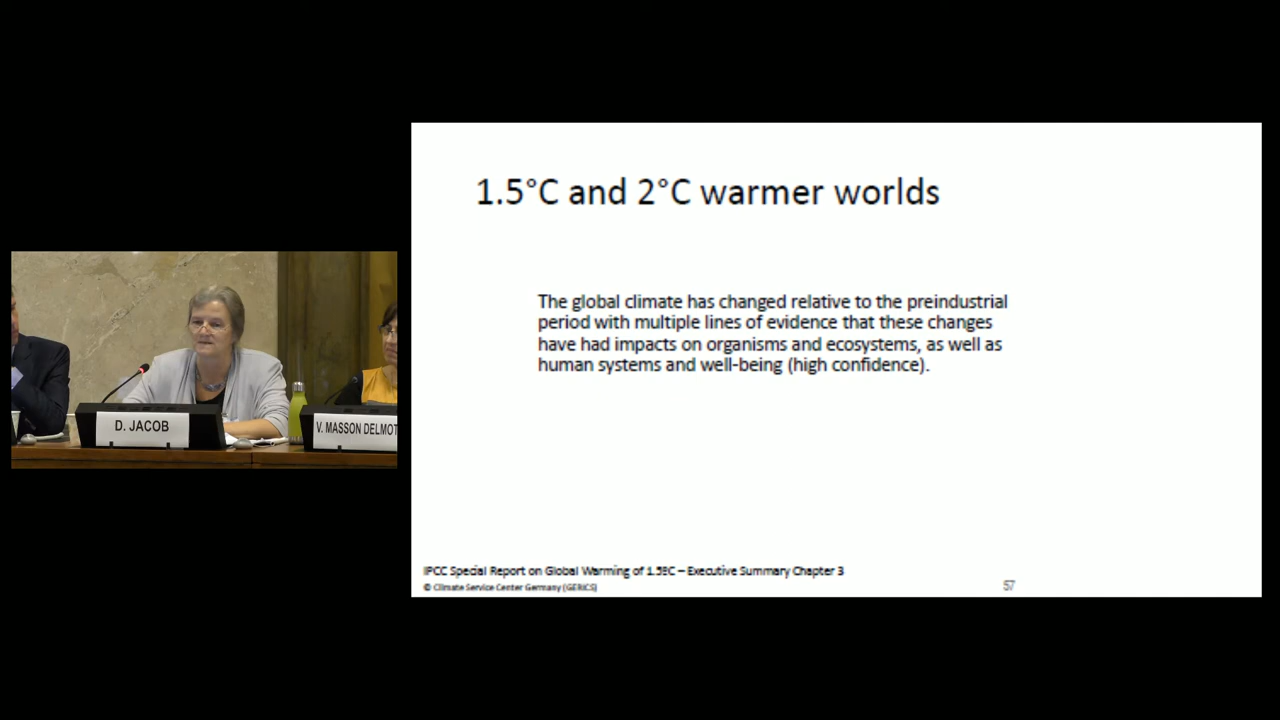 1.5°C and 2°C warmer worlds
The global climate has changed relative to the preindustrial
period with multiple lines of evidence that these changes
have had impacts on organisms and ecosystems, as well as
human systems and well-being (high confidence).
D. JACOB
V. MASSON DELMOT
IPCC Special Report on Global Warming of 1.5ºC – Executive Summary Chapter 3
© Climate Service Center Germany (GERICS)
57